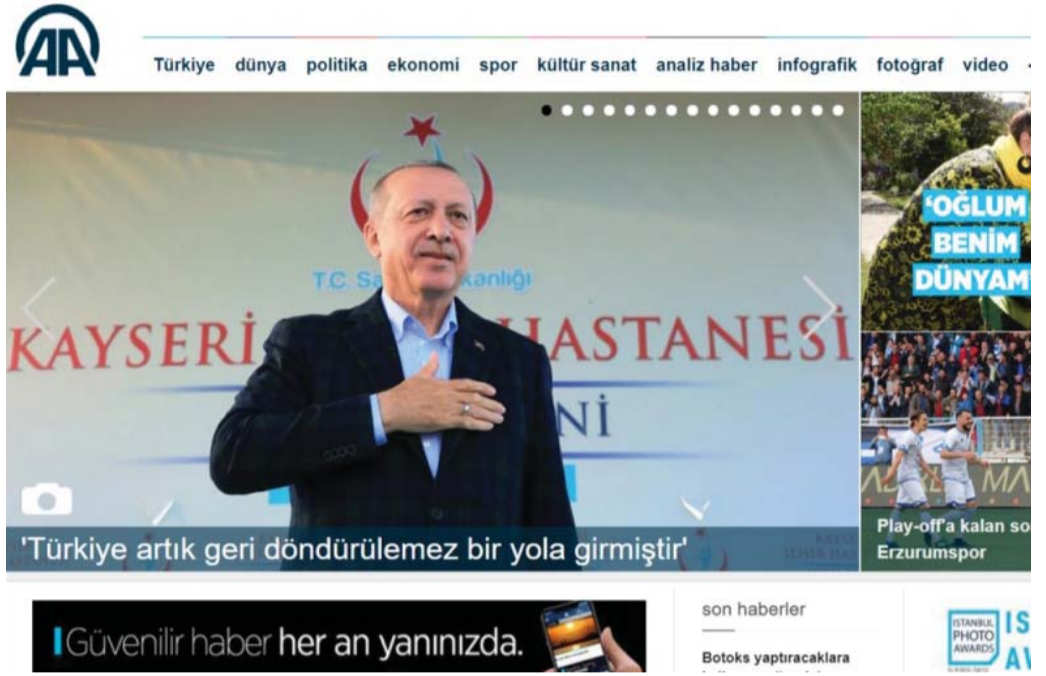 AA
Türkiye dünya politika ekonomi spor kültür sanat analiz haber infografik fotoğraf video
T.C. Sa kanlığı
KAYSERİ HASTANESİ
Nİ
'Türkiye artık geri döndürülemez bir yola girmiştir'
'OĞLUM
BENİM
DÜNYAM'
Play-off'a kalan so
Erzurumspor
Güvenilir haber her an yanınızda.
son haberler
Botoks yaptıracaklara
ISTANBUL
PHOTO
AWARDS
IS
AV